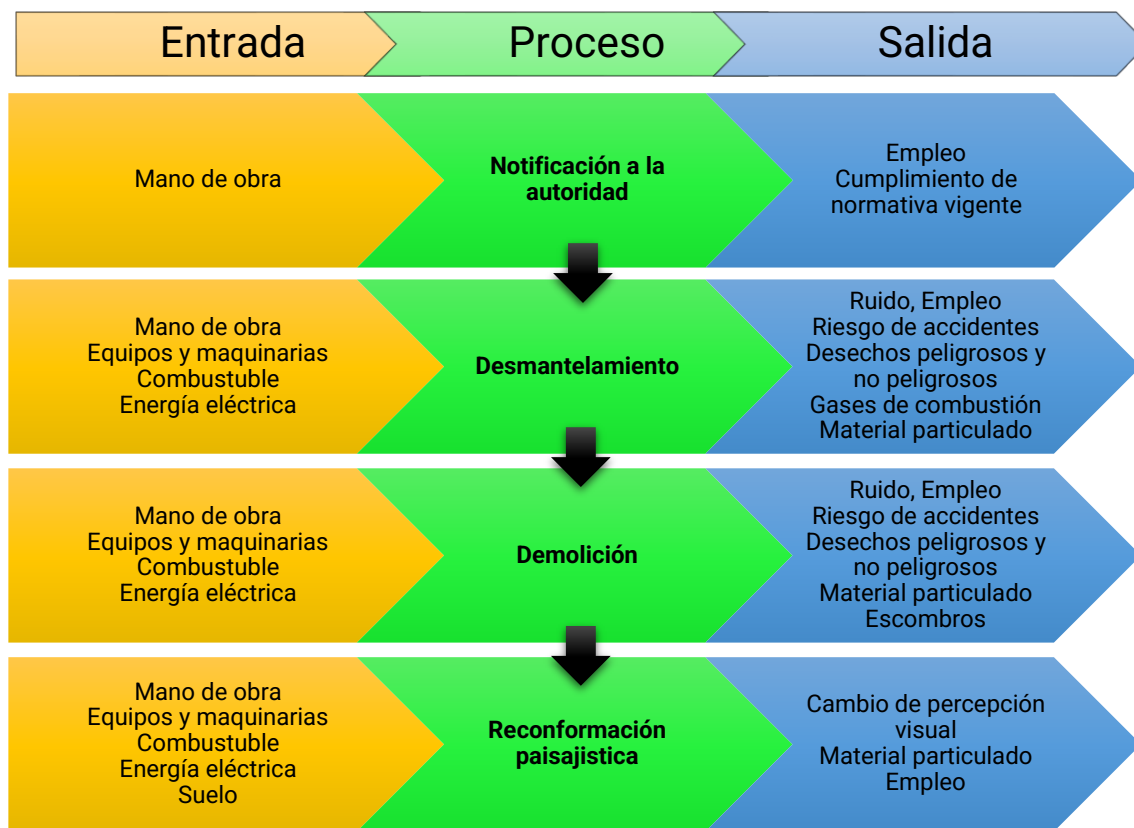 Entrada
Proceso
Salida
Mano de obra
Notificación a la
autoridad
Empleo
Cumplimiento de
normativa vigente
Mano de obra
Equipos y maquinarias
Combustuble
Energía eléctrica
Desmantelamiento
Ruido, Empleo
Riesgo de accidentes
Desechos peligrosos y
no peligrosos
Gases de combustión
Material particulado
Mano de obra
Equipos y maquinarias
Combustuble
Energía eléctrica
Demolición
Ruido, Empleo
Riesgo de accidentes
Desechos peligrosos y
no peligrosos
Material particulado
Escombros
Mano de obra
Equipos y maquinarias
Combustuble
Energía eléctrica
Suelo
Reconformación
paisajistica
Cambio de percepción
visual
Material particulado
Empleo